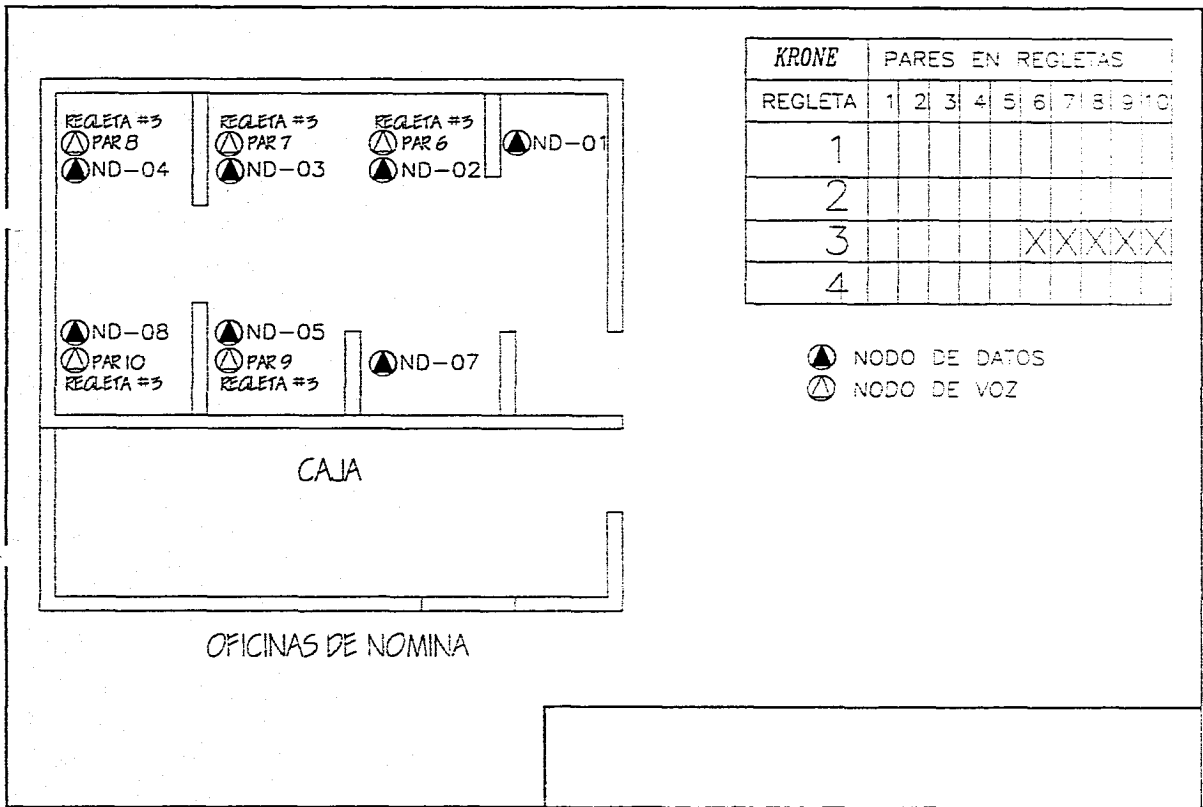 REGLETA #3
PAR 8
ND-04
REGLETA #3
PAR 7
ND-03
REGLETA #3
PAR 6
ND-02
ND-01
ND-08
PAR 10
REGLETA #3
ND-05
PAR 9
REGLETA #3
ND-07
CAJA
OFICINAS DE NOMINA
KRONE PARES EN REGLETAS
REGLETA 1 2 3 4 5 6 7 8 9 10
1
2
3 X X X X X
4
NODO DE DATOS
NODO DE VOZ